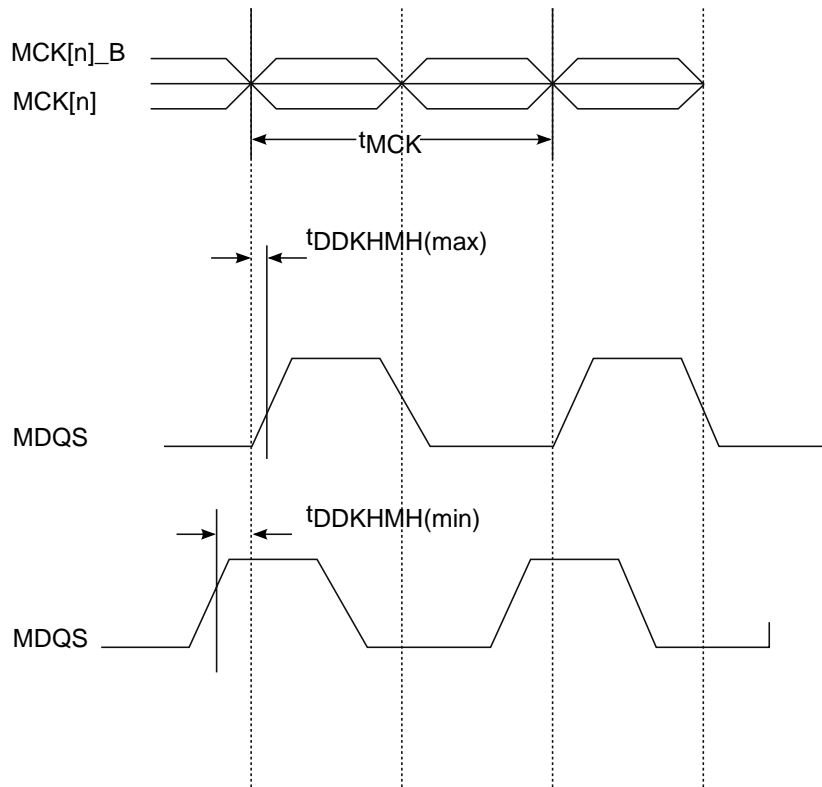 MCK[n]_B
MCK[n]
tMCK
tDDKHMH(max)
MDQS
tDDKHMH(min)
MDQS